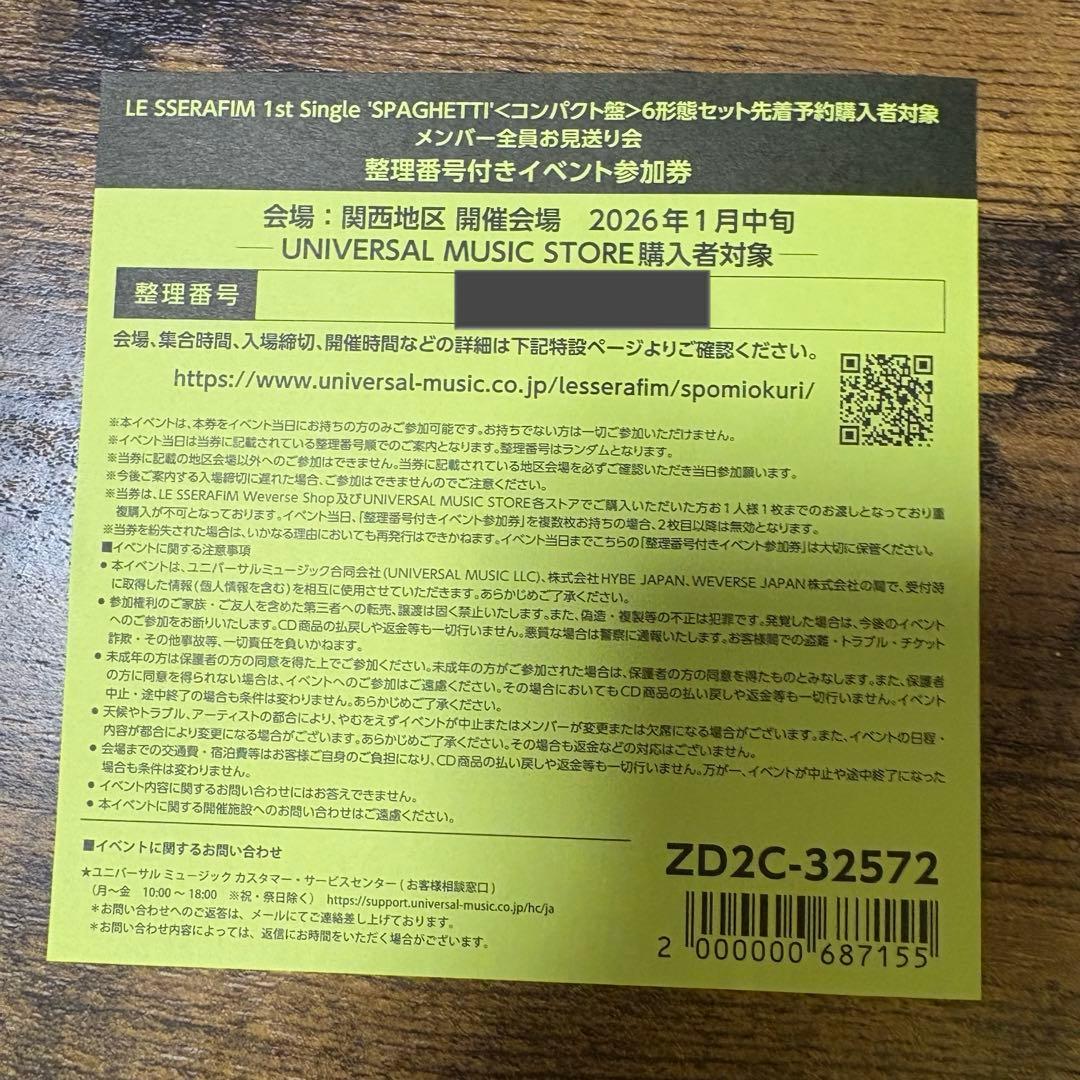 LE SSERAFIM 1st Single 'SPAGHETTI'<コンパクト盤>6形態セット先着予約購入者対象
メンバー全員お見送り会
整理番号付きイベント参加券
会場：関西地区 開催会場　2026年1月中旬
UNIVERSAL MUSIC STORE購入者対象
整理番号
会場、集合時間、入場締切、開催時間などの詳細は下記特設ページよりご確認ください。
https://www.universal-music.co.jp/lesserafim/spomiokuri/
※本イベントは、本券をイベント当日にお持ちの方のみご参加可能です。お持ちでない方は一切ご参加いただけません。
※イベント当日は当券に記載されている整理番号順でのご案内となります。整理番号はランダムとなります。
※当券に記載の地区会場以外へのご参加はできません。当券に記載されている地区会場を必ずご確認いただき当日参加願います。
※今後ご案内する入場締切に遅れた場合、ご参加はできませんのでご注意ください。
※当券は、LE SSERAFIM Weverse Shop及びUNIVERSAL MUSIC STORE各ストアでご購入いただいた方お1人様1枚までのお渡しとなっており重
複購入が不可となっております。イベント当日、「整理番号付きイベント参加券」を複数枚お持ちの場合、2枚目以降は無効となります。
※当券を紛失された場合は、いかなる理由においても再発行はできかねます。イベント当日までこちらの「整理番号付きイベント参加券」は大切に保管ください。
■イベントに関する注意事項
● 本イベントは、ユニバーサルミュージック合同会社(UNIVERSAL MUSIC LLC)、株式会社HYBE JAPAN、WEVERSE JAPAN株式会社の間で、受付時
に取得した情報(個人情報を含む)を相互に使用させていただきます。あらかじめご了承ください。
● 参加権利のご家族・ご友人を含めた第三者への転売、譲渡は固く禁止いたします。また、偽造・複製等の不正は犯罪です。発覚した場合は、今後のイベント
へのご参加をお断りいたします。CD商品の払戻しや返金等も一切行いません。悪質な場合は警察に通報いたします。お客様間での盗難・トラブル・チケット
詐欺・その他事故等、一切責任を負いかねます。
● 未成年の方は保護者の方の同意を得た上でご参加ください。未成年の方がご参加された場合は、保護者の方の同意を得たものとみなします。また、保護者
の方に同意を得られない場合は、イベントへのご参加はご遠慮ください。その場合においてもCD商品の払い戻しや返金等も一切行いません。イベント
中止・途中終了の場合も条件は変わりません。あらかじめご了承ください。
● 天候やトラブル、アーティストの都合により、やむをえずイベントが中止またはメンバーが変更または欠席になる場合がございます。また、イベントの日程・
内容が都合により変更になる場合がございます。あらかじめご了承ください。その場合も返金などの対応はございません。
● 会場までの交通費・宿泊費等はお客様ご自身のご負担になり、CD商品の払い戻しや返金等も一切行いません。万が一、イベントが中止や途中終了になった
場合も条件は変わりません。
● イベント内容に関するお問い合わせにはお答えできません。
● 本イベントに関する開催施設へのお問い合わせはご遠慮ください。
■イベントに関するお問い合わせ
★ユニバーサル ミュージック カスタマー・サービスセンター(お客様相談窓口)
(月〜金　10:00〜18:00　※祝・祭日除く)　https://support.universal-music.co.jp/hc/ja
＊お問い合わせへのご返答は、メールにてご連絡差し上げております。
＊お問い合わせ内容によっては、返信にお時間をいただく場合がございます。
ZD2C-32572
2 000000 687155